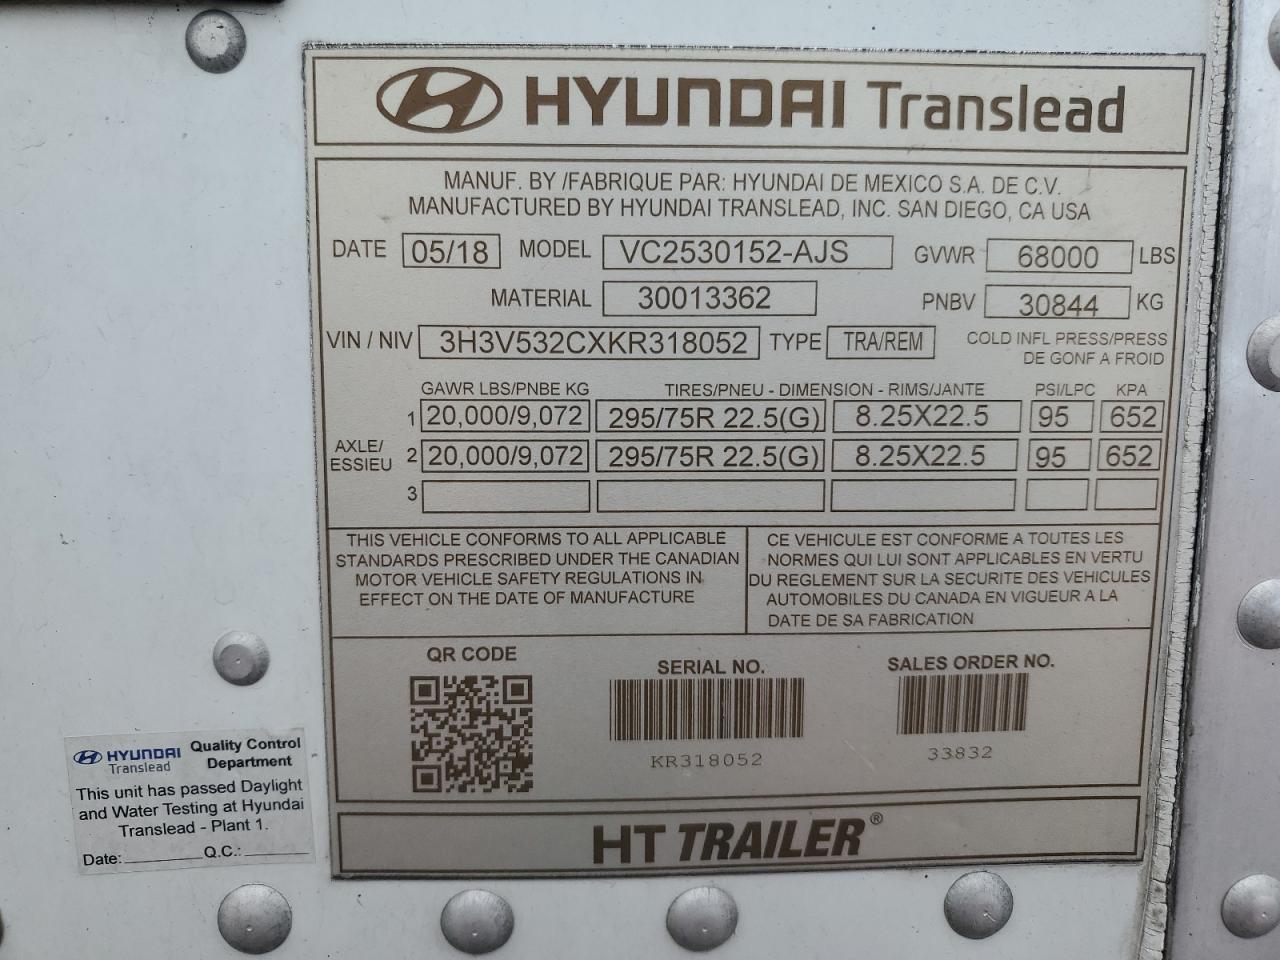 HYUNDAI Translead
MANUF. BY /FABRIQUE PAR: HYUNDAI DE MEXICO S.A. DE C.V.
MANUFACTURED BY HYUNDAI TRANSLEAD, INC. SAN DIEGO, CA USA
DATE 05/18 MODEL VC2530152-AJS GVWR 68000 LBS
MATERIAL 30013362 PNBV 30844 KG
VIN / NIV 3H3V532CXKR318052 TYPE TRA/REM COLD INFL PRESS/PRESS
DE GONF A FROID
GAWR LBS/PNBE KG TIRES/PNEU - DIMENSION - RIMS/JANTE PSI/LPC KPA
1 20,000/9,072 295/75R 22.5(G) 8.25X22.5 95 652
AXLE/
ESSIEU 2 20,000/9,072 295/75R 22.5(G) 8.25X22.5 95 652
3
THIS VEHICLE CONFORMS TO ALL APPLICABLE
STANDARDS PRESCRIBED UNDER THE CANADIAN
MOTOR VEHICLE SAFETY REGULATIONS IN
EFFECT ON THE DATE OF MANUFACTURE
CE VEHICULE EST CONFORME A TOUTES LES
NORMES QUI LUI SONT APPLICABLES EN VERTU
DU REGLEMENT SUR LA SECURITE DES VEHICULES
AUTOMOBILES DU CANADA EN VIGUEUR A LA
DATE DE SA FABRICATION
QR CODE
SERIAL NO.
KR318052
SALES ORDER NO.
33832
HT TRAILER®
HYUNDAI
Translead
Quality Control
Department
This unit has passed Daylight
and Water Testing at Hyundai
Translead - Plant 1.
Date:__________ Q.C.:________